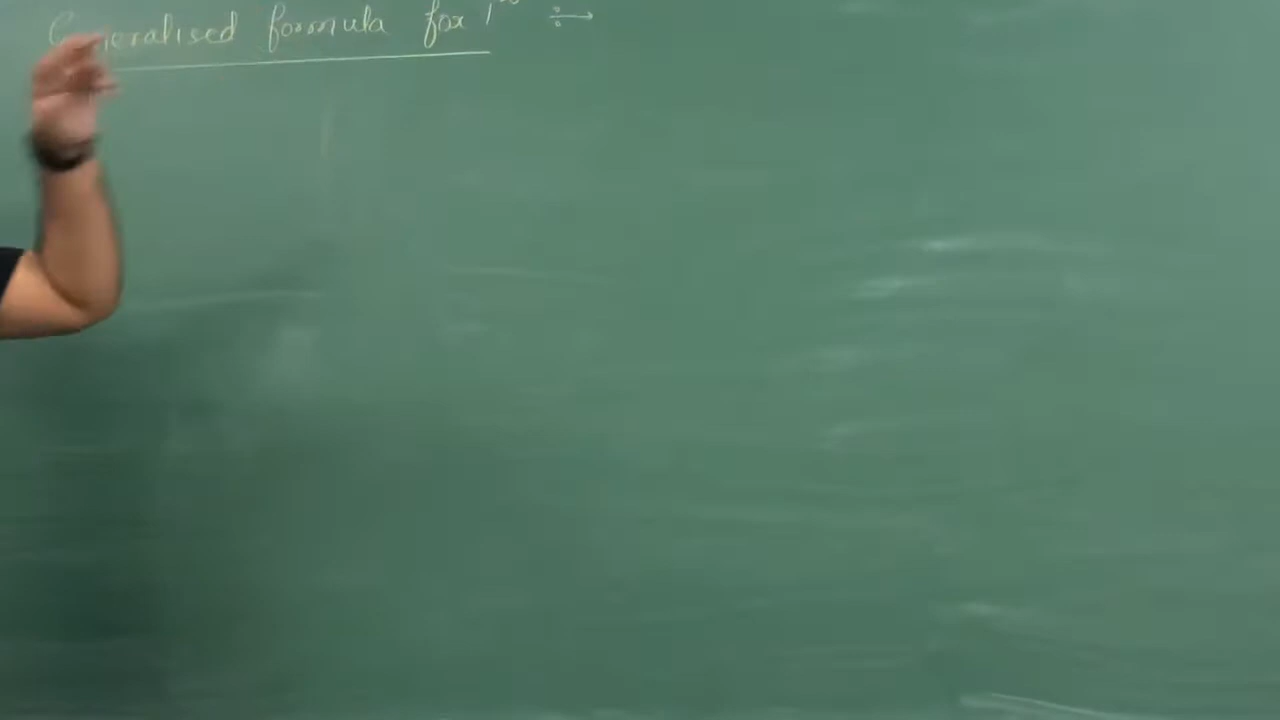 Generalised formula for 1° ÷→